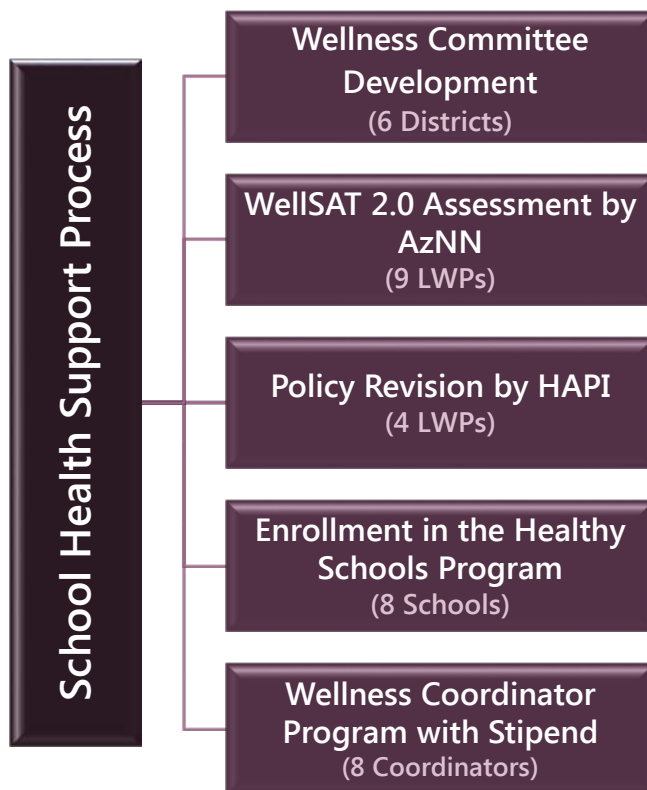 School Health Support Process
Wellness Committee
Development
(6 Districts)
WellSAT 2.0 Assessment by
AzNN
(9 LWPs)
Policy Revision by HAPI
(4 LWPs)
Enrollment in the Healthy
Schools Program
(8 Schools)
Wellness Coordinator
Program with Stipend
(8 Coordinators)